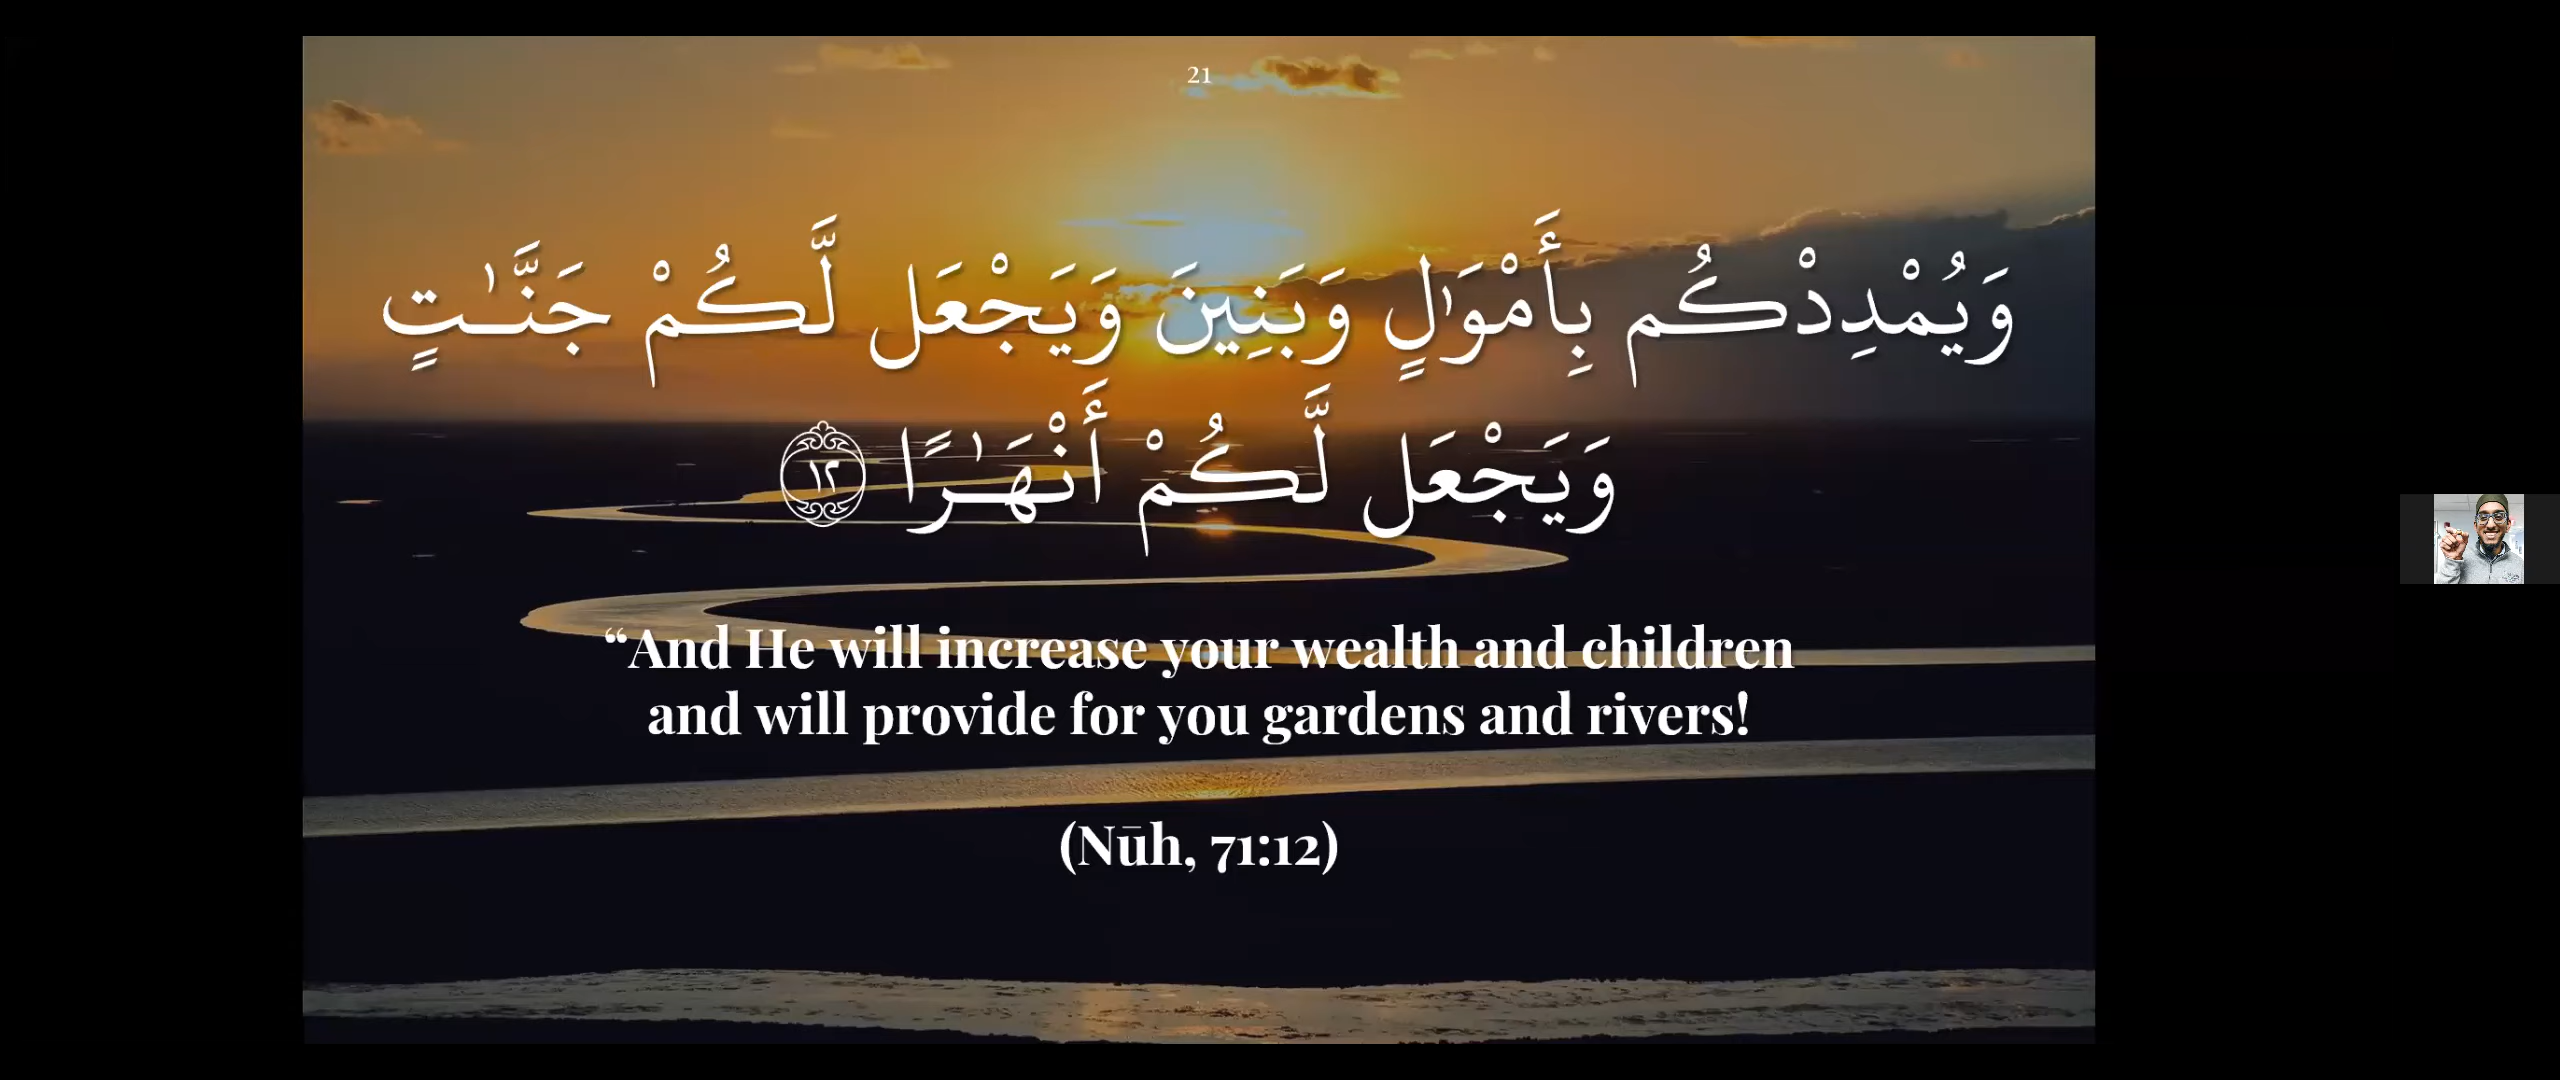 21
وَيُمْدِدْكُم بِأَمْوَٰلٍ وَبَنِينَ وَيَجْعَل لَّكُمْ جَنَّـٰتٍ
وَيَجْعَل لَّكُمْ أَنْهَـٰرًا ١٢
“And He will increase your wealth and children
and will provide for you gardens and rivers!
(Nūh, 71:12)